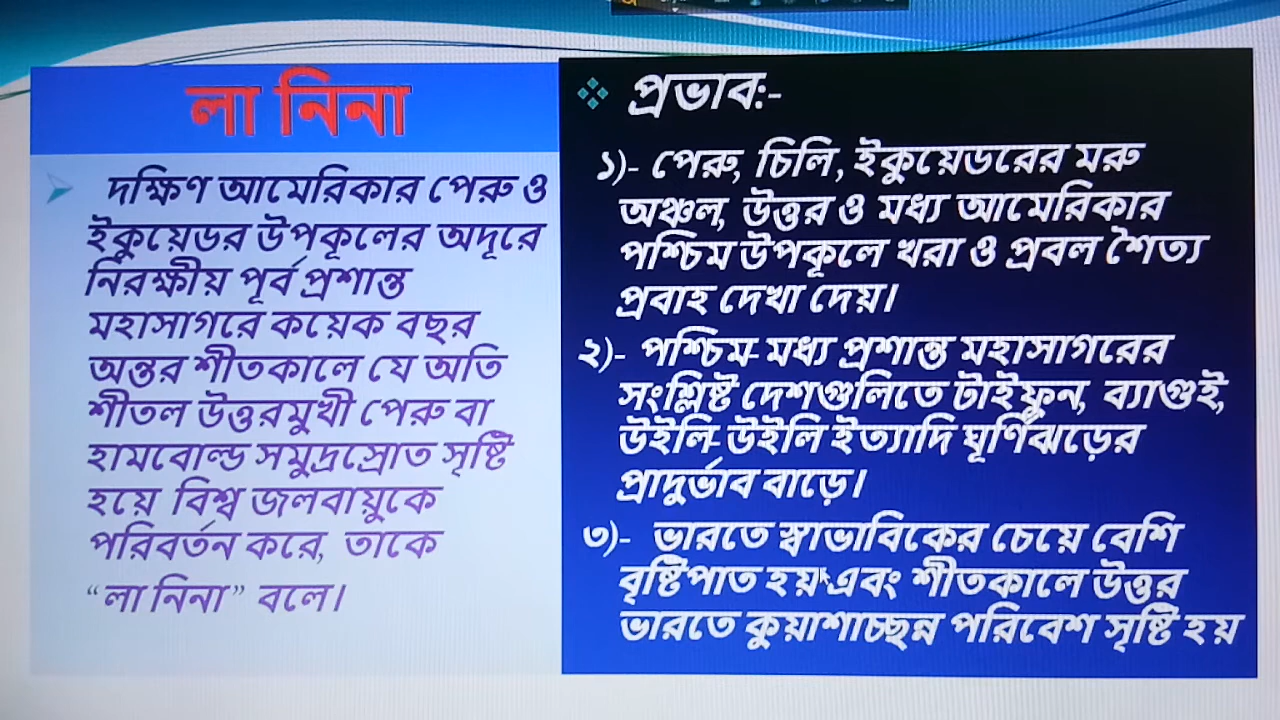 লা নিনা
দক্ষিণ আমেরিকার পেরু ও
ইকুয়েডর উপকূলের অদূরে
নিরক্ষীয় পূর্ব প্রশান্ত
মহাসাগরে কয়েক বছর
অন্তর শীতকালে যে অতি
শীতল উত্তরমুখী পেরু বা
হামবোল্ড সমুদ্রস্রোত সৃষ্টি
হয়ে বিশ্ব জলবায়ুকে
পরিবর্তন করে, তাকে
“লা নিনা” বলে।
প্রভাব:-
১)- পেরু, চিলি, ইকুয়েডরের মরু
অঞ্চল, উত্তর ও মধ্য আমেরিকার
পশ্চিম উপকূলে খরা ও প্রবল শৈত্য
প্রবাহ দেখা দেয়।
২)- পশ্চিম-মধ্য প্রশান্ত মহাসাগরের
সংশ্লিষ্ট দেশগুলিতে টাইফুন, ব্যাগুই,
উইলি-উইলি ইত্যাদি ঘূর্ণিঝড়ের
প্রাদুর্ভাব বাড়ে।
৩)- ভারতে স্বাভাবিকের চেয়ে বেশি
বৃষ্টিপাত হয় এবং শীতকালে উত্তর
ভারতে কুয়াশাচ্ছন্ন পরিবেশ সৃষ্টি হয়